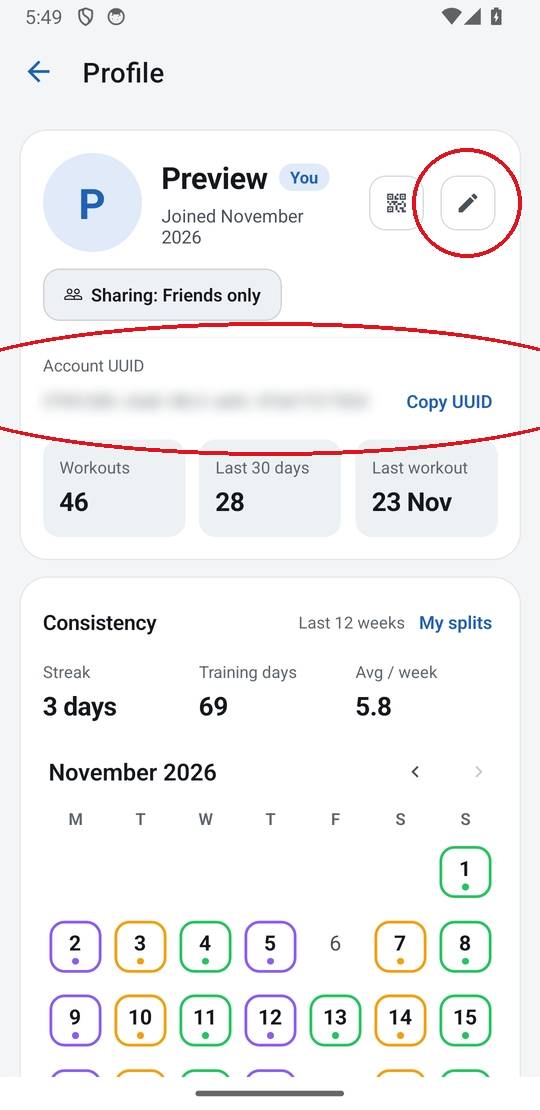 5:49
Profile
P
Preview You
Joined November
2026
Sharing: Friends only
Account UUID
Copy UUID
Workouts Last 30 days Last workout
46 28 23 Nov
Consistency Last 12 weeks My splits
Streak Training days Avg / week
3 days 69 5.8
November 2026
M T W T F S S
1
2 3 4 5 6 7 8
9 10 11 12 13 14 15